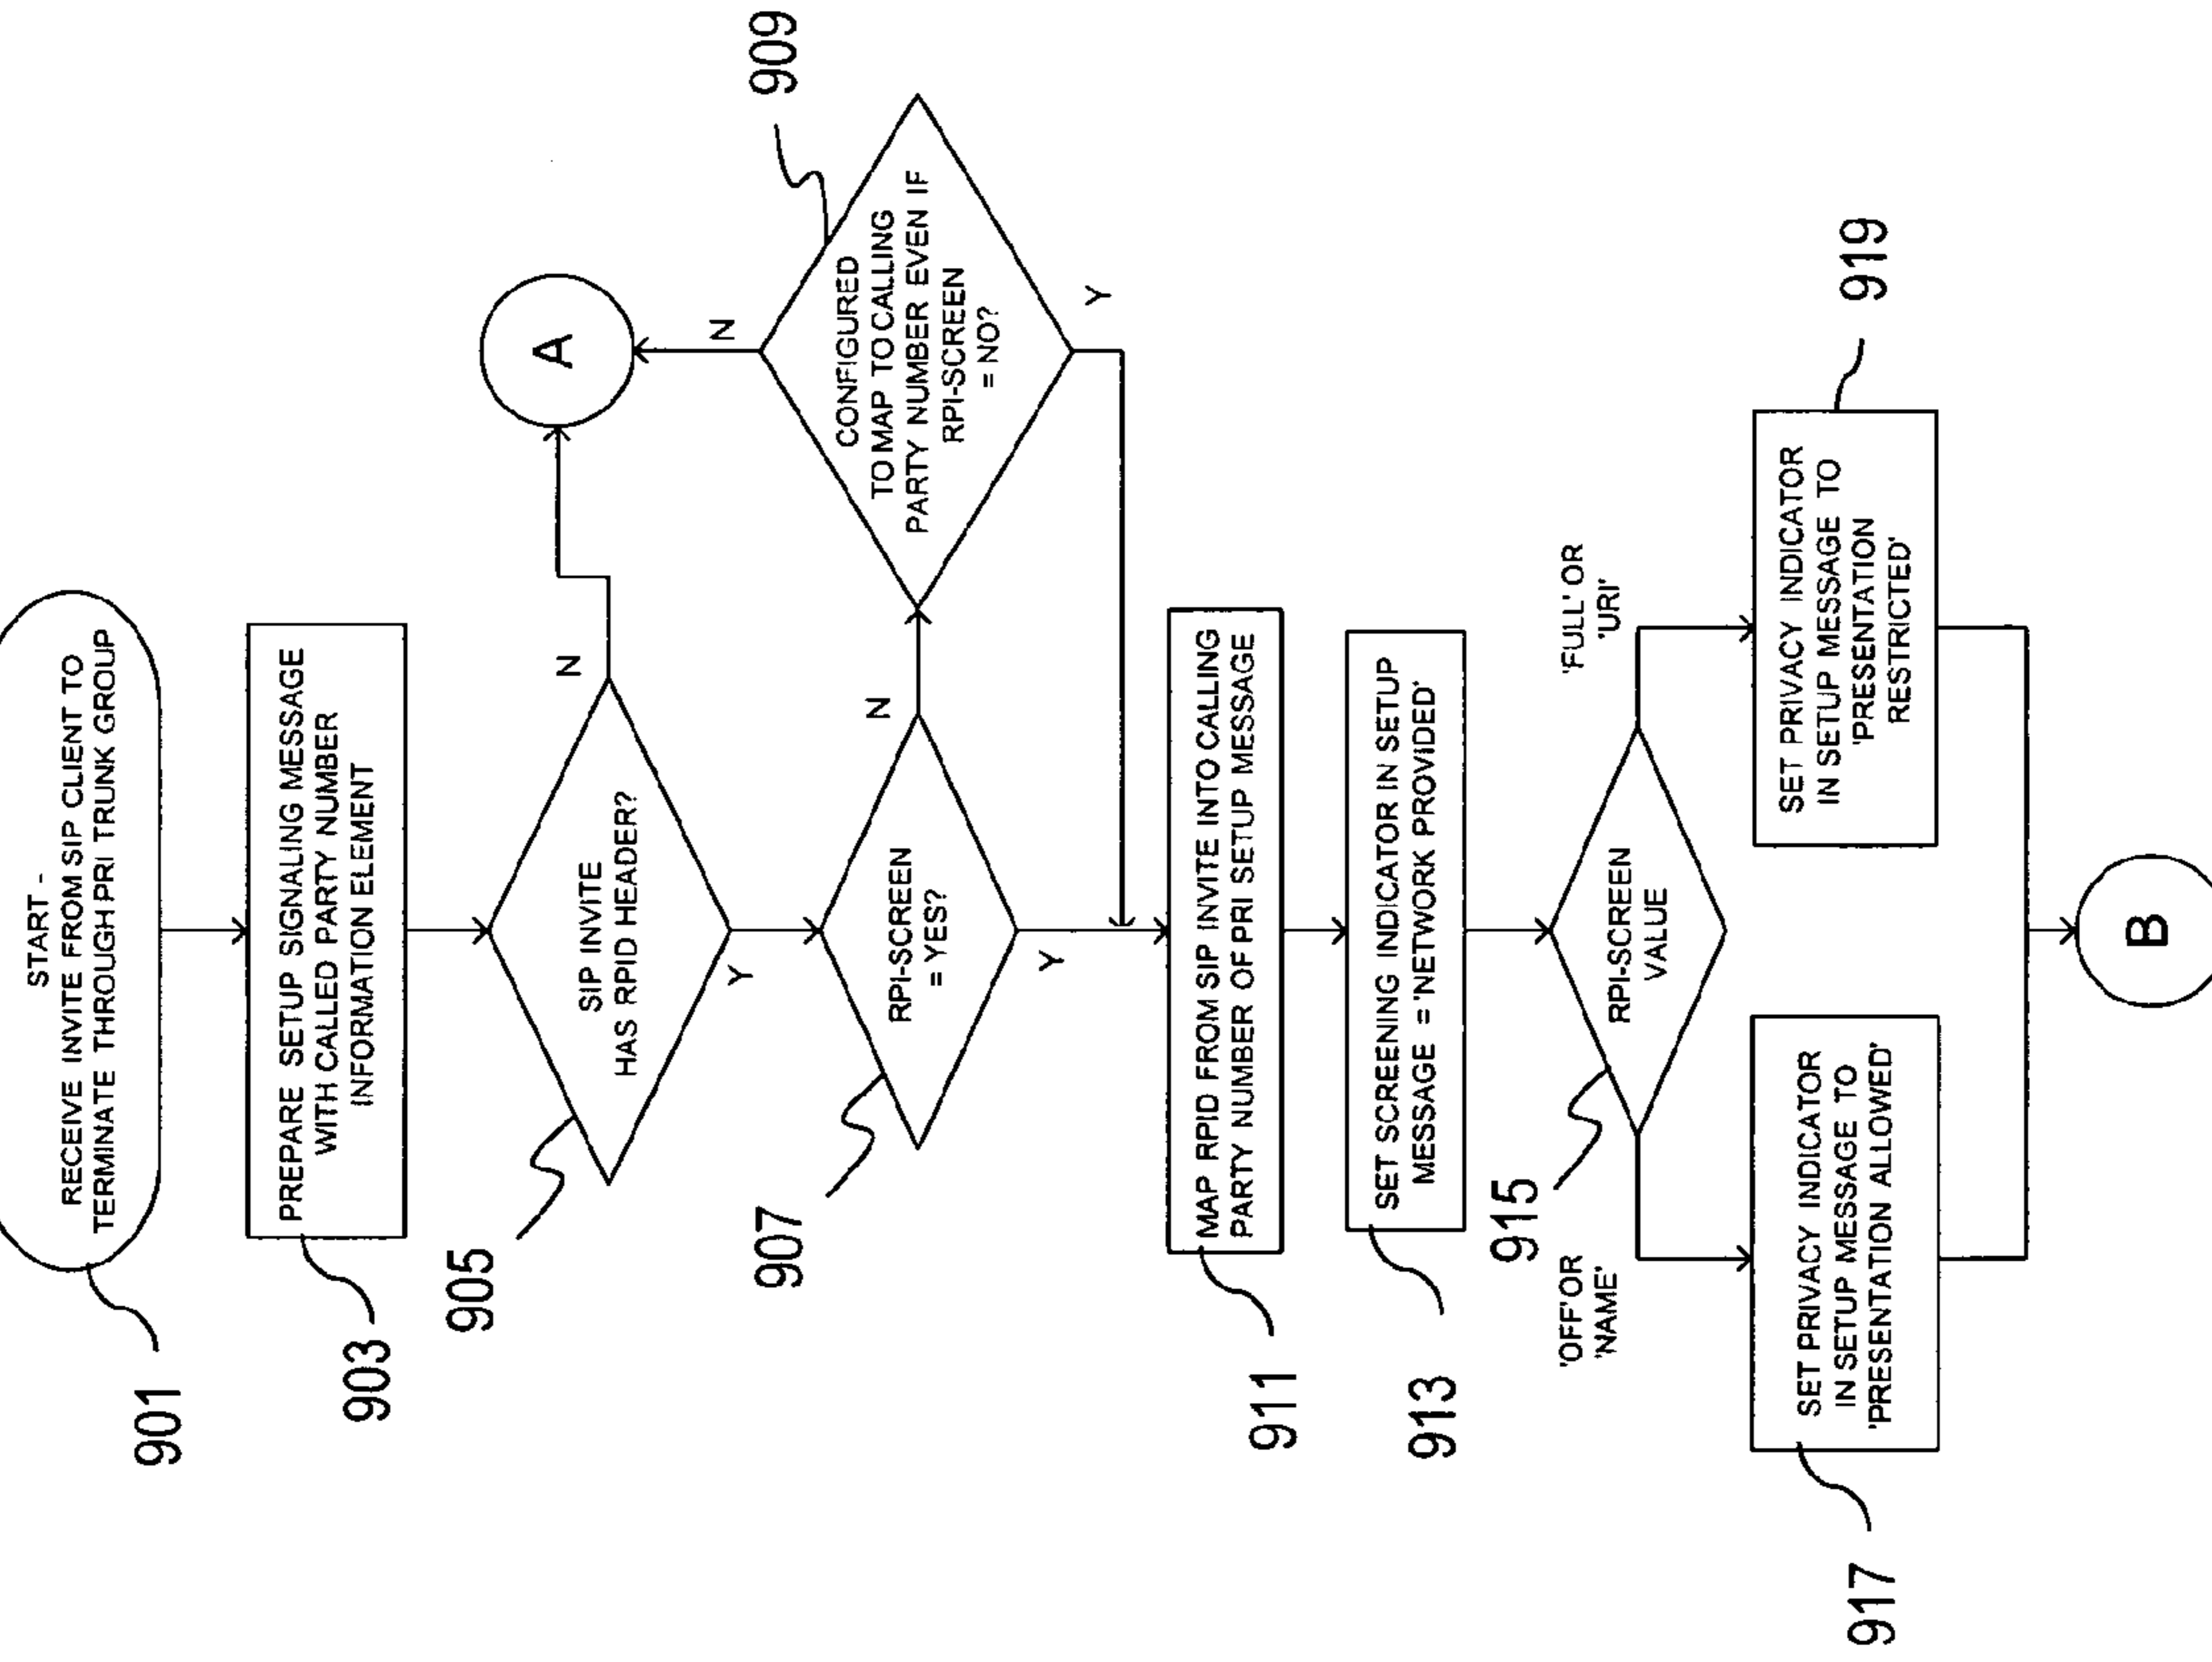 START -
RECEIVE INVITE FROM SIP CLIENT TO
TERMINATE THROUGH PRI TRUNK GROUP
901
PREPARE SETUP SIGNALING MESSAGE
WITH CALLED PARTY NUMBER
INFORMATION ELEMENT
903
SIP INVITE
HAS RPID HEADER?
905
N
Y
A
RPI-SCREEN
= YES?
907
N
Y
CONFIGURED
TO MAP TO CALLING
PARTY NUMBER EVEN IF
RPI-SCREEN
= NO?
909
N
Y
MAP RPID FROM SIP INVITE INTO CALLING
PARTY NUMBER OF PRI SETUP MESSAGE
911
SET SCREENING INDICATOR IN SETUP
MESSAGE = 'NETWORK PROVIDED'
913
RPI-SCREEN
VALUE
915
'OFF' OR
'NAME'
'FULL' OR
'URI'
SET PRIVACY INDICATOR
IN SETUP MESSAGE TO
'PRESENTATION ALLOWED'
917
SET PRIVACY INDICATOR
IN SETUP MESSAGE TO
'PRESENTATION
RESTRICTED'
919
B